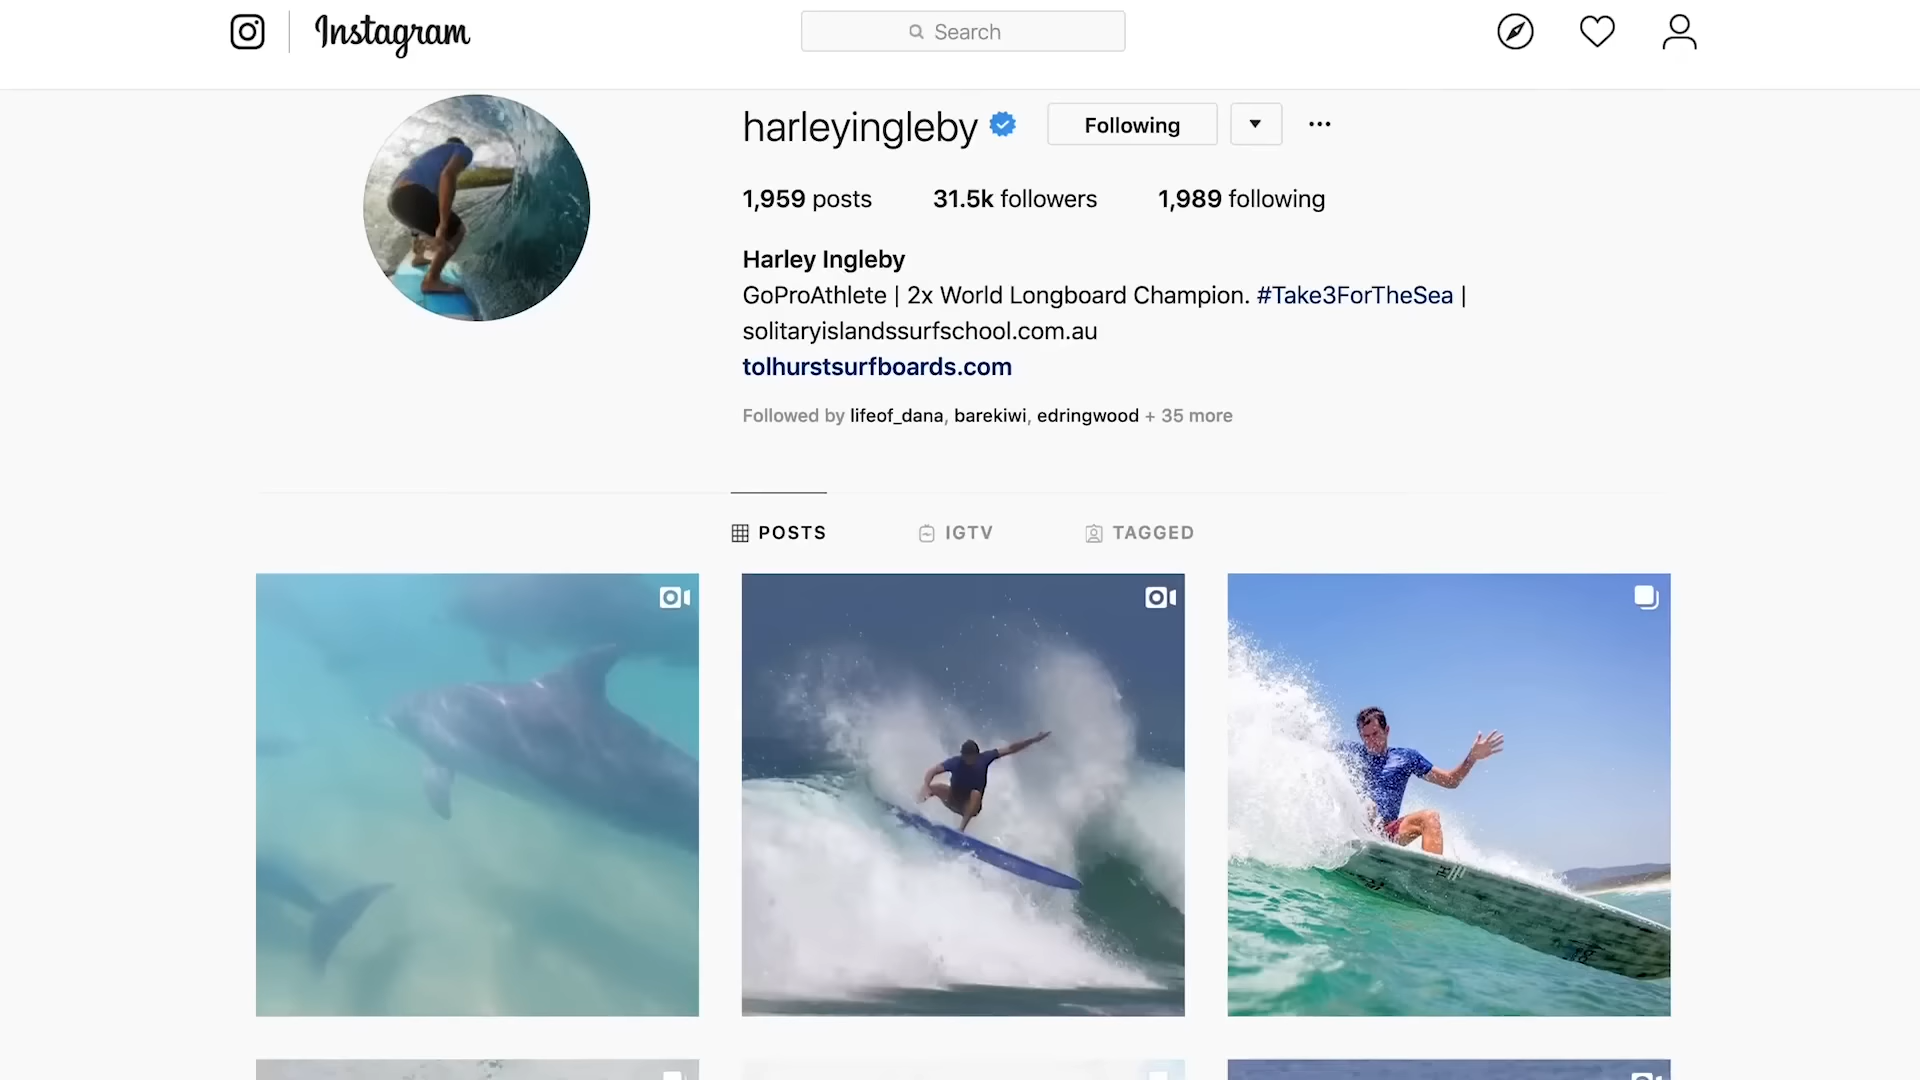 Instagram
Search
harleyingleby
Following
1,959 posts 31.5k followers 1,989 following
Harley Ingleby
GoProAthlete | 2x World Longboard Champion. #Take3ForTheSea |
solitaryislandssurfschool.com.au
tolhurstsurfboards.com
Followed by lifeof_dana, barekiwi, edringwood + 35 more
POSTS IGTV TAGGED